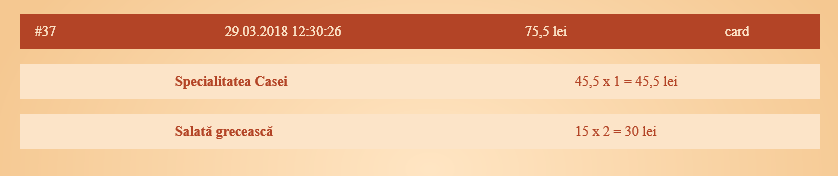 #37 29.03.2018 12:30:26 75,5 lei card
Specialitatea Casei 45,5 x 1 = 45,5 lei
Salată grecească 15 x 2 = 30 lei